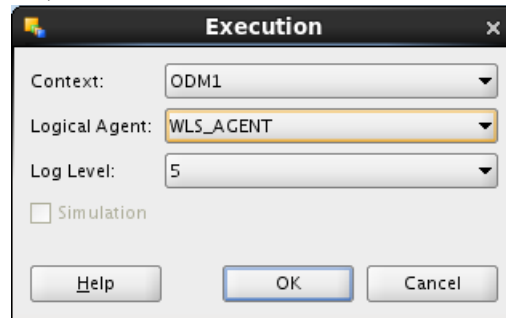 Execution
Context: ODM1
Logical Agent: WLS_AGENT
Log Level: 5
Simulation
Help OK Cancel